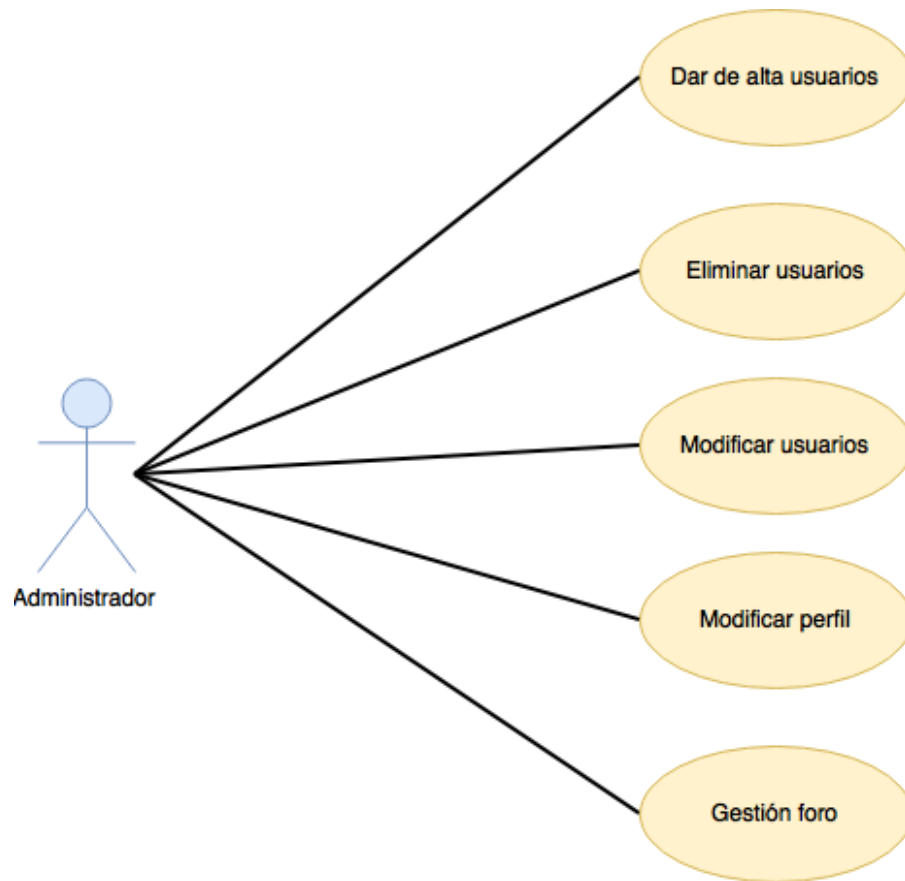 Dar de alta usuarios
Eliminar usuarios
Modificar usuarios
Administrador
Modificar perfil
Gestión foro